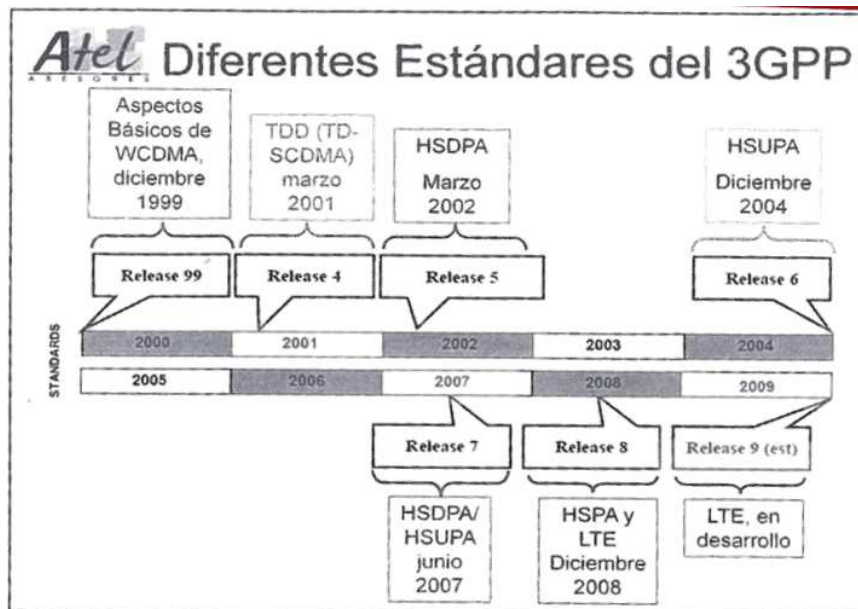 Atel
ASESORES
Diferentes Estándares del 3GPP
Aspectos
Básicos de
WCDMA,
diciembre
1999
TDD (TD-
SCDMA)
marzo
2001
HSDPA
Marzo
2002
HSUPA
Diciembre
2004
Release 99
Release 4
Release 5
Release 6
STANDARDS
2000
2001
2002
2003
2004
2005
2006
2007
2008
2009
Release 7
Release 8
Release 9 (est)
HSDPA/
HSUPA
junio
2007
HSPA y
LTE
Diciembre
2008
LTE, en
desarrollo